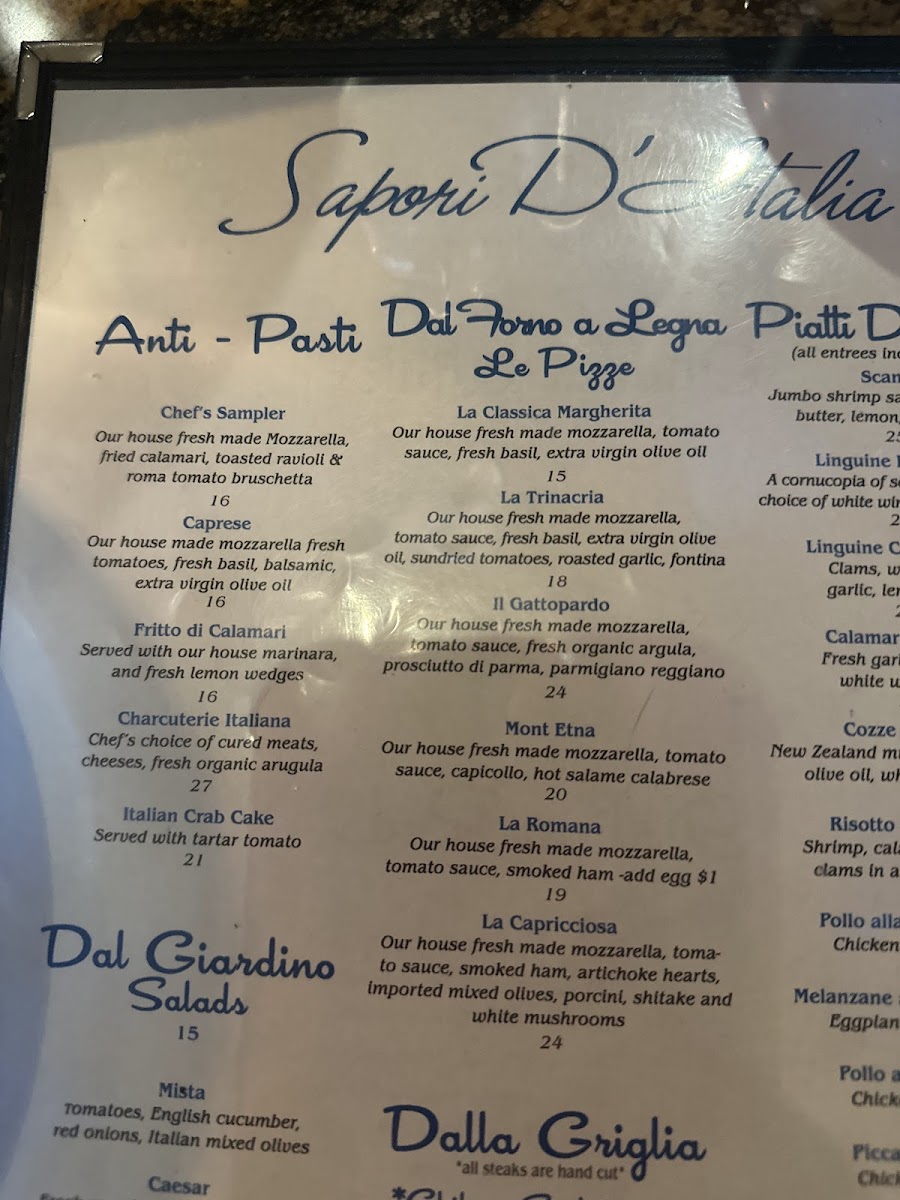 Sapori D'Italia
Anti - Pasti
Chef's Sampler
Our house fresh made Mozzarella,
fried calamari, toasted ravioli &
roma tomato bruschetta
16
Caprese
Our house made mozzarella fresh
tomatoes, fresh basil, balsamic,
extra virgin olive oil
16
Fritto di Calamari
Served with our house marinara,
and fresh lemon wedges
16
Charcuterie Italiana
Chef's choice of cured meats,
cheeses, fresh organic arugula
27
Italian Crab Cake
Served with tartar tomato
21
Dal Giardino
Salads
15
Mista
Tomatoes, English cucumber,
red onions, Italian mixed olives
Caesar
Dal Forno a Legna
Le Pizze
La Classica Margherita
Our house fresh made mozzarella, tomato
sauce, fresh basil, extra virgin olive oil
15
La Trinacria
Our house fresh made mozzarella,
tomato sauce, fresh basil, extra virgin olive
oil, sundried tomatoes, roasted garlic, fontina
18
Il Gattopardo
Our house fresh made mozzarella,
tomato sauce, fresh organic argula,
prosciutto di parma, parmigiano reggiano
24
Mont Etna
Our house fresh made mozzarella, tomato
sauce, capicollo, hot salame calabrese
20
La Romana
Our house fresh made mozzarella,
tomato sauce, smoked ham -add egg $1
19
La Capricciosa
Our house fresh made mozzarella, toma-
to sauce, smoked ham, artichoke hearts,
imported mixed olives, porcini, shitake and
white mushrooms
24
Dalla Griglia
*all steaks are hand cut*
Piatti D
(all entrees in
Scam
Jumbo shrimp sa
butter, lemon,
25
Linguine
A cornucopia of s
choice of white wi
2
Linguine C
Clams, w
garlic, le
Calamar
Fresh garl
white w
Cozze
New Zealand m
olive oil, wh
Risotto
Shrimp, cal
clams in a
Pollo alla
Chicken
Melanzane
Eggplan
Pollo a
Chick
Picca
Chick